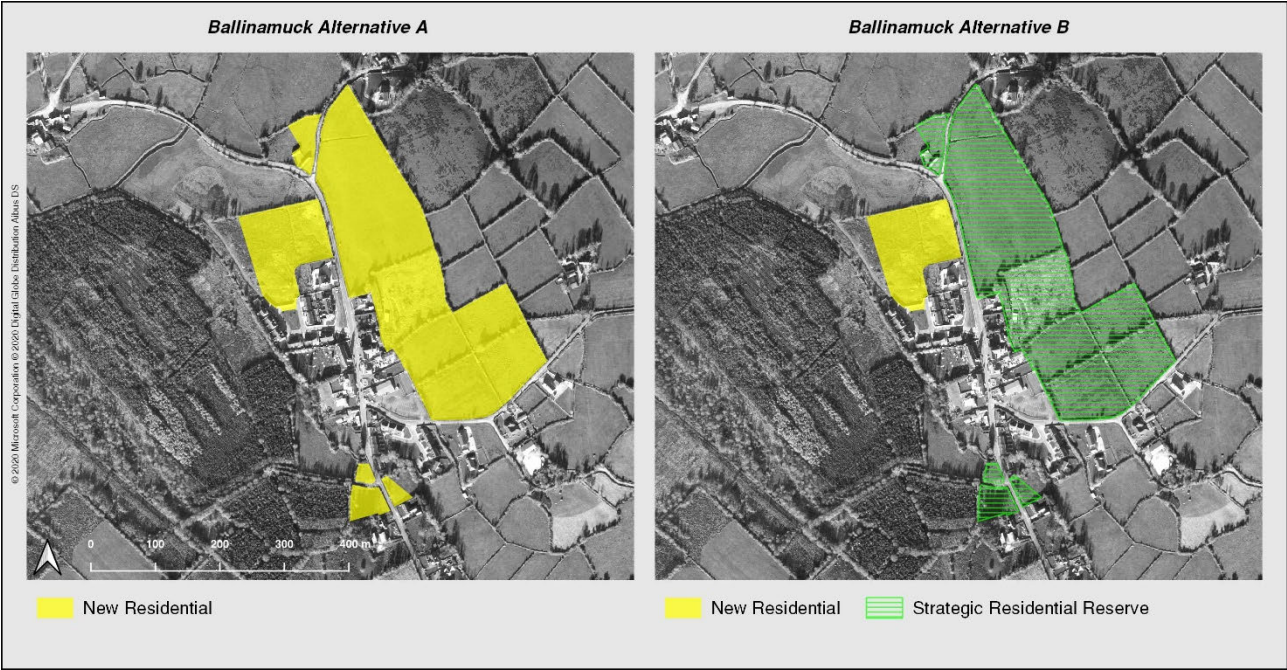 Ballinamuck Alternative A
Ballinamuck Alternative B
© 2020 Microsoft Corporation © 2020 Digital Globe Distribution Aibus DS
0 100 200 300 400 m
New Residential
New Residential
Strategic Residential Reserve